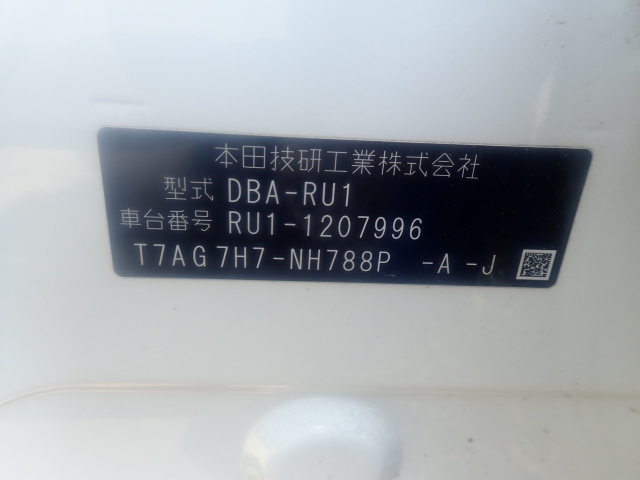 本田技研工業株式会社
型式 DBA-RU1
車台番号 RU1-1207996
T7AG7H7-NH788P -A -J